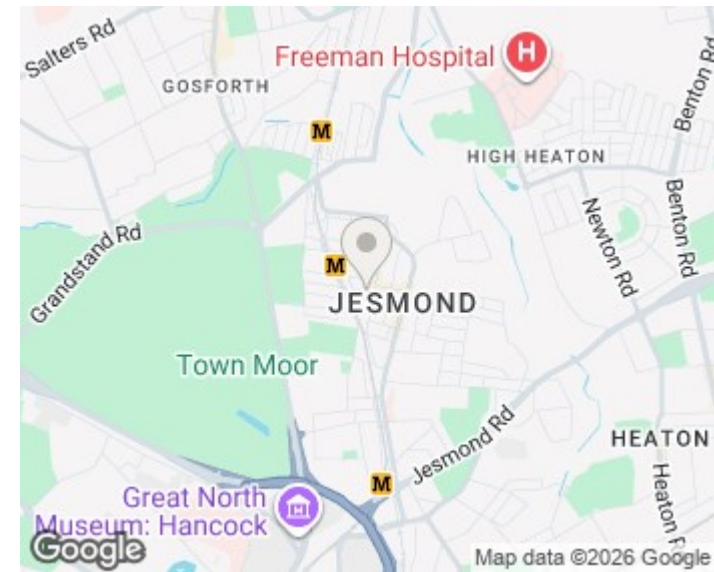 Salters Rd
GOSFORTH
Freeman Hospital
H
Benton Rd
M
HIGH HEATON
Benton Rd
Newton Rd
Grandstand Rd
M
JESMOND
Town Moor
Jesmond Rd
HEATON
M
Heaton R
Great North
Museum: Hancock
Google
Map data ©2026 Google